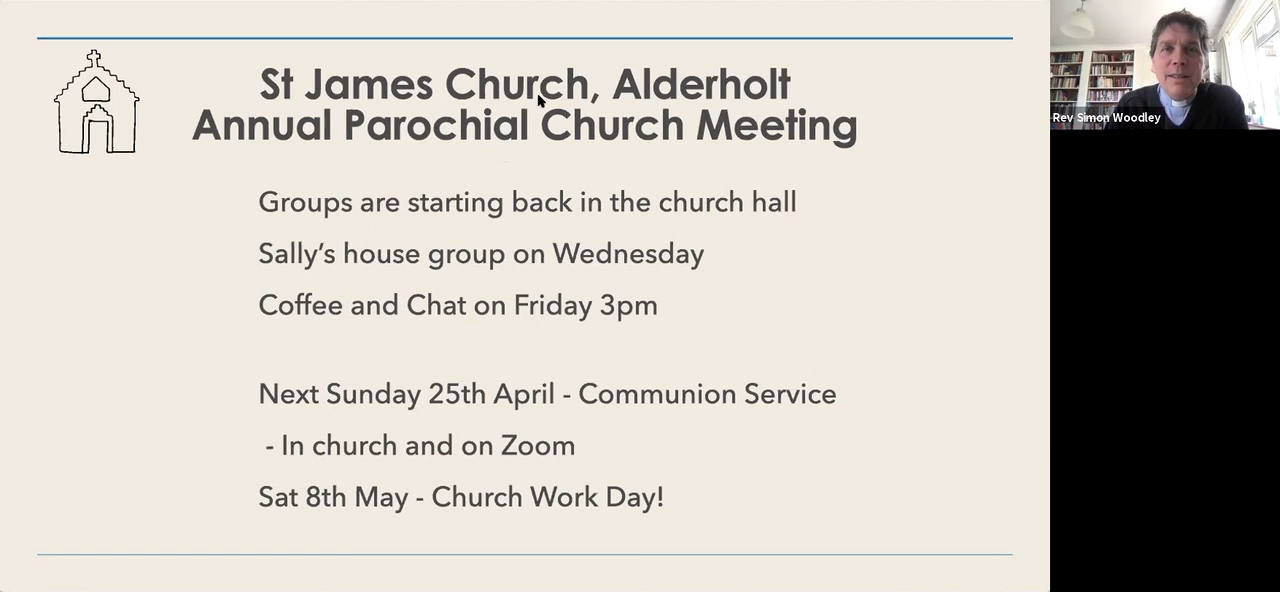 St James Church, Alderholt
Annual Parochial Church Meeting
Groups are starting back in the church hall
Sally’s house group on Wednesday
Coffee and Chat on Friday 3pm
Next Sunday 25th April - Communion Service
- In church and on Zoom
Sat 8th May - Church Work Day!
Rev Simon Woodley